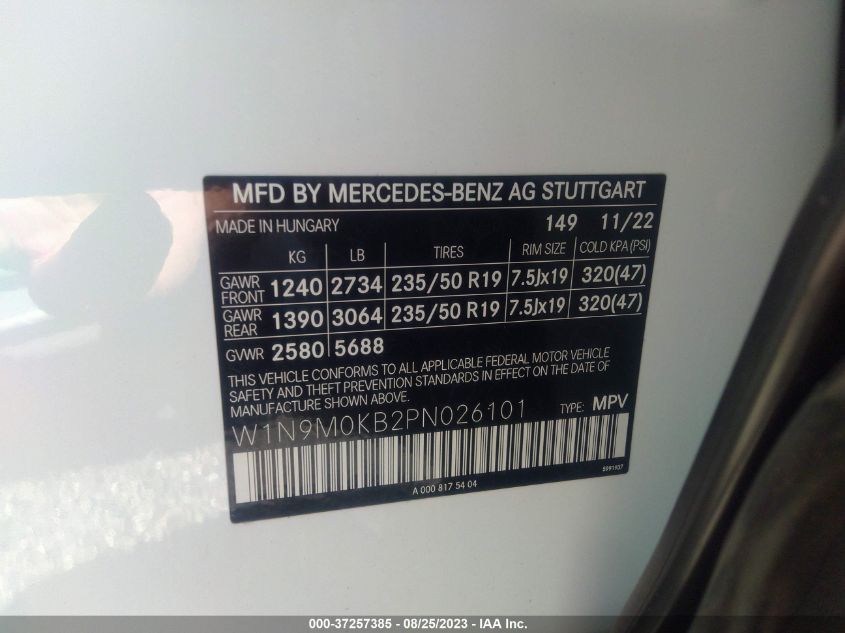 MFD BY MERCEDES-BENZ AG STUTTGART
MADE IN HUNGARY 149 11/22
KG LB TIRES RIM SIZE COLD KPA (PSI)
GAWR FRONT 1240 2734 235/50 R19 7.5Jx19 320(47)
GAWR REAR 1390 3064 235/50 R19 7.5Jx19 320(47)
GVWR 2580 5688
THIS VEHICLE CONFORMS TO ALL APPLICABLE FEDERAL MOTOR VEHICLE
SAFETY AND THEFT PREVENTION STANDARDS IN EFFECT ON THE DATE
OF MANUFACTURE SHOWN ABOVE.
W1N9M0KB2PN026101 TYPE: MPV
5991937
A 000 817 54 04
000-37257385 - 08/25/2023 - IAA Inc.